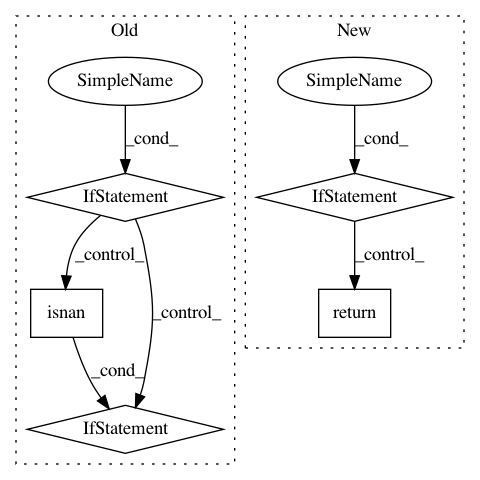 Old
SimpleName
_cond_
IfStatement
_control_
isnan
_control_
_cond_
IfStatement
New
SimpleName
_cond_
IfStatement
_control_
return